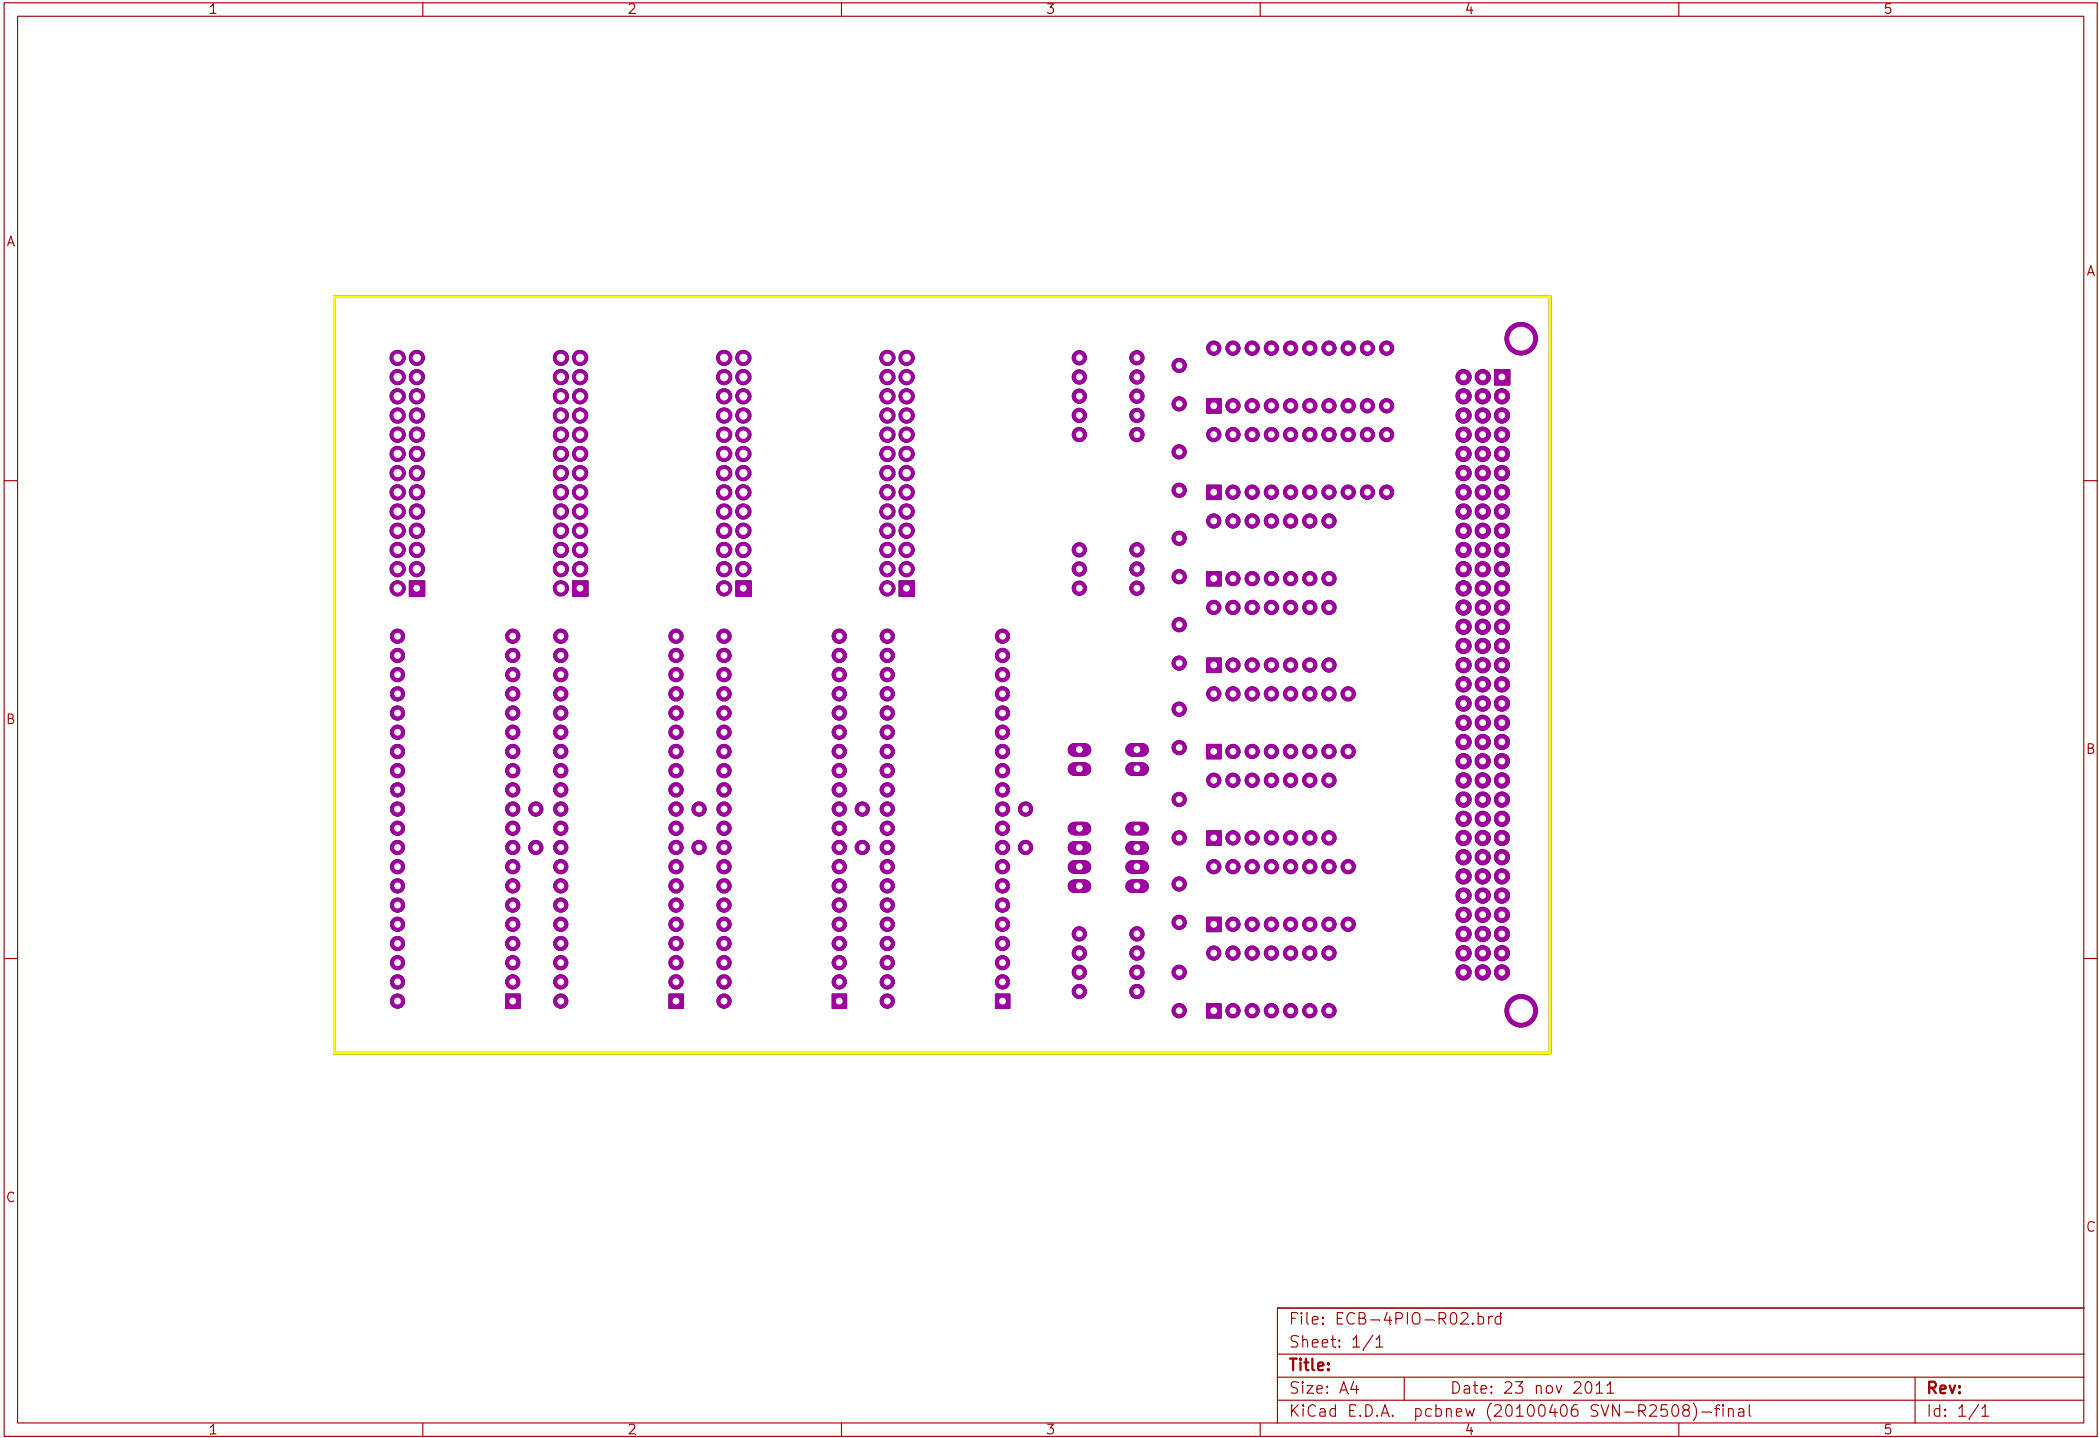 1 2 3 4 5
A A
B B
C C
File: ECB-4PIO-R02.brd
Sheet: 1/1
Title:
Size: A4 Date: 23 nov 2011 Rev:
KiCad E.D.A. pcbnew (20100406 SVN-R2508)-final Id: 1/1
1 2 3 4 5